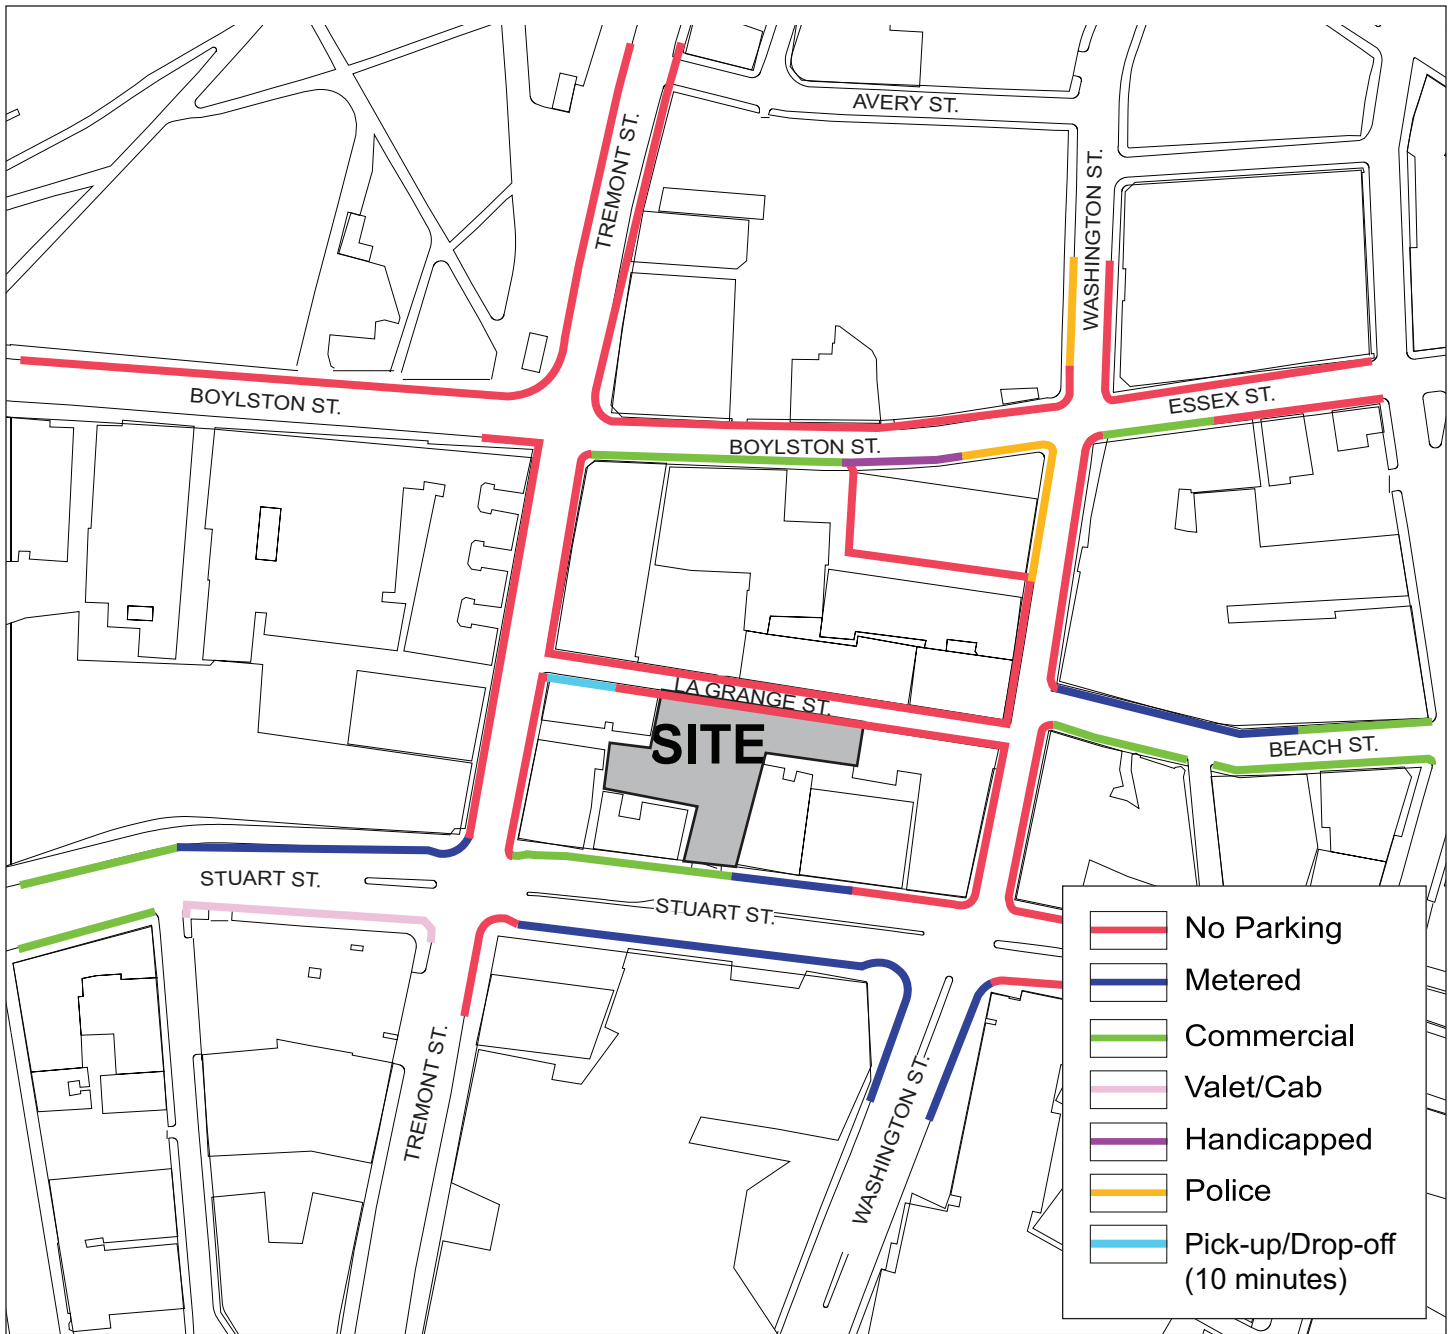 AVERY ST.
TREMONT ST.
WASHINGTON ST.
BOYLSTON ST.
ESSEX ST.
BOYLSTON ST.
LA GRANGE ST.
SITE
BEACH ST.
STUART ST.
STUART ST.
TREMONT ST.
WASHINGTON ST.
No Parking
Metered
Commercial
Valet/Cab
Handicapped
Police
Pick-up/Drop-off
(10 minutes)